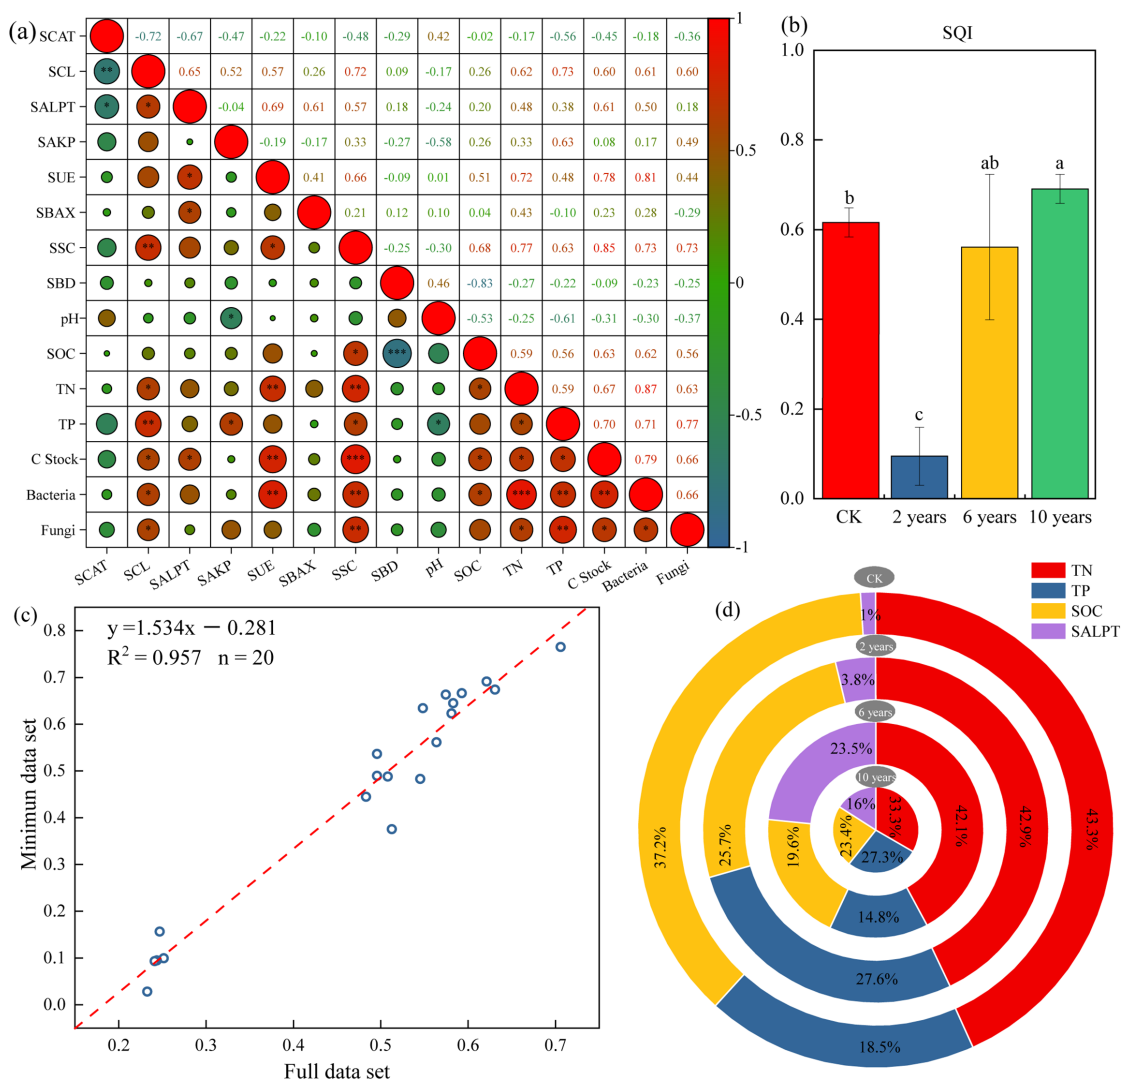 (a)
SCAT -0.72 -0.67 -0.47 -0.22 -0.10 -0.48 -0.29 0.42 -0.02 -0.17 -0.56 -0.45 -0.18 -0.36
SCL ** 0.65 0.52 0.57 0.26 0.72 0.09 -0.17 0.26 0.62 0.73 0.60 0.61 0.60
SALPT * * -0.04 0.69 0.61 0.57 0.18 -0.24 0.20 0.48 0.38 0.61 0.50 0.18
SAKP -0.19 -0.17 0.33 -0.27 -0.58 0.26 0.33 0.63 0.08 0.17 0.49
SUE * 0.41 0.66 -0.09 0.01 0.51 0.72 0.48 0.78 0.81 0.44
SBAX * 0.21 0.12 0.10 0.04 0.43 -0.10 0.23 0.28 -0.29
SSC ** * -0.25 -0.30 0.68 0.77 0.63 0.85 0.73 0.73
SBD 0.46 -0.83 -0.27 -0.22 -0.09 -0.23 -0.25
pH * -0.53 -0.25 -0.61 -0.31 -0.30 -0.37
SOC * *** 0.59 0.56 0.63 0.62 0.56
TN * ** ** * 0.59 0.67 0.87 0.63
TP ** * * * * 0.70 0.71 0.77
C Stock * * ** *** * * * 0.79 0.66
Bacteria * ** ** * *** ** ** 0.66
Fungi * ** * ** * *
SCAT SCL SALPT SAKP SUE SBAX SSC SBD pH SOC TN TP C Stock Bacteria Fungi
1
0.5
0
-0.5
-1
(b)
SQI
1.0
0.8
0.6
0.4
0.2
0.0
b
c
ab
a
CK 2 years 6 years 10 years
(c)
y=1.534x − 0.281
R² = 0.957 n = 20
Minimun data set
0.8
0.7
0.6
0.5
0.4
0.3
0.2
0.1
0.0
0.2 0.3 0.4 0.5 0.6 0.7
Full data set
(d)
TN
TP
SOC
SALPT
CK
1%
43.3%
18.5%
37.2%
2 years
3.8%
42.9%
27.6%
25.7%
6 years
23.5%
42.1%
14.8%
19.6%
10 years
16%
33.3%
27.3%
23.4%